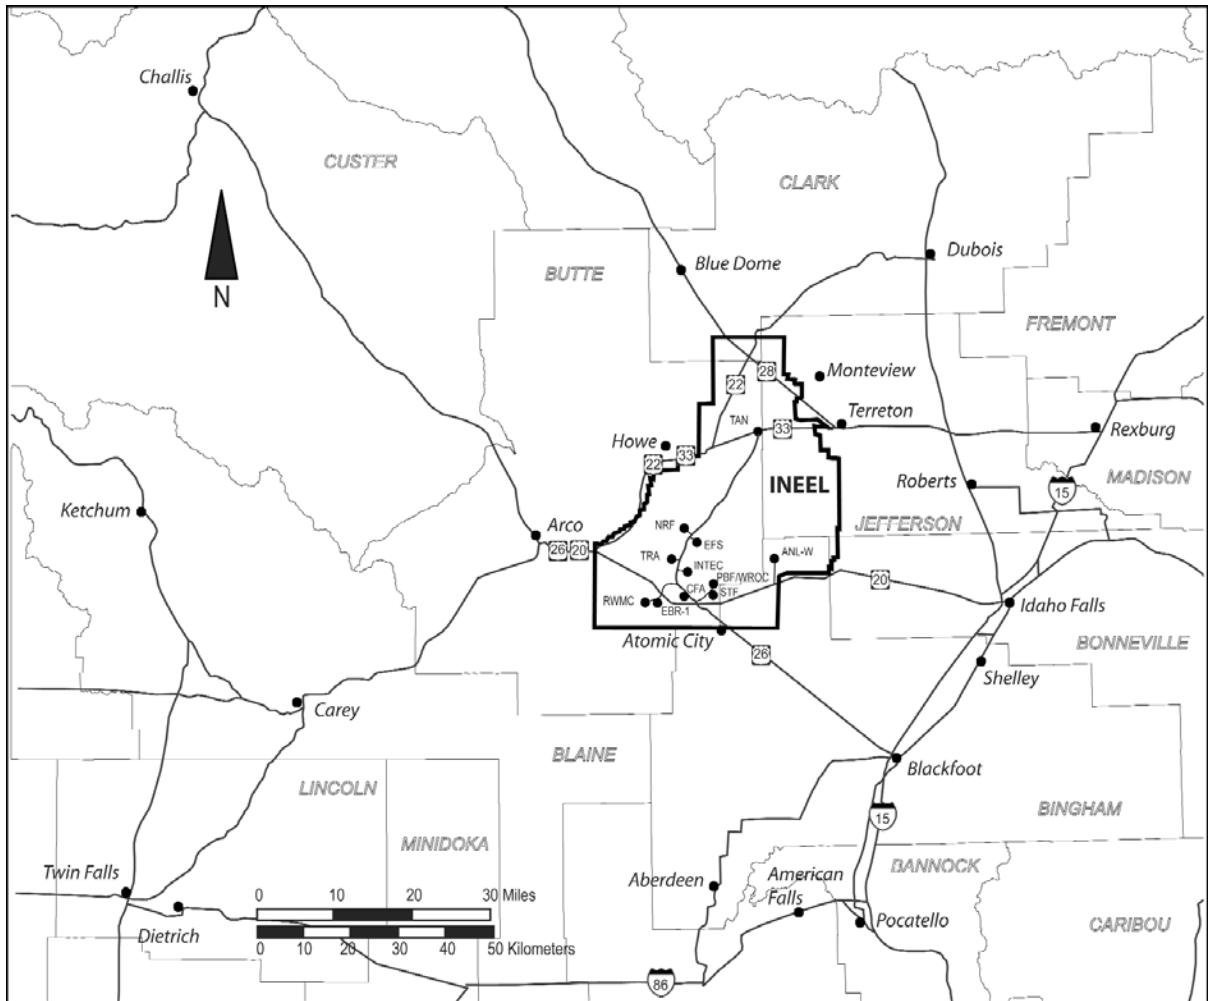 Challis
CUSTER
CLARK
N
BUTTE
Blue Dome
Dubois
FREMONT
28
22
Monteview
TAN
33
Terreton
Rexburg
Howe
22
33
MADISON
INEEL
Roberts
15
Ketchum
Arco
26
20
NRF
EFS
JEFFERSON
TRA
INTEC
ANL-W
PBF/WROC
20
RWMC
EBR-1
CFA
STF
Idaho Falls
Atomic City
BONNEVILLE
26
Shelley
Carey
BLAINE
Blackfoot
LINCOLN
BINGHAM
15
MINIDOKA
BANNOCK
Twin Falls
Aberdeen
American
Falls
0 10 20 30 Miles
Dietrich
Pocatello
CARIBOU
0 10 20 30 40 50 Kilometers
86